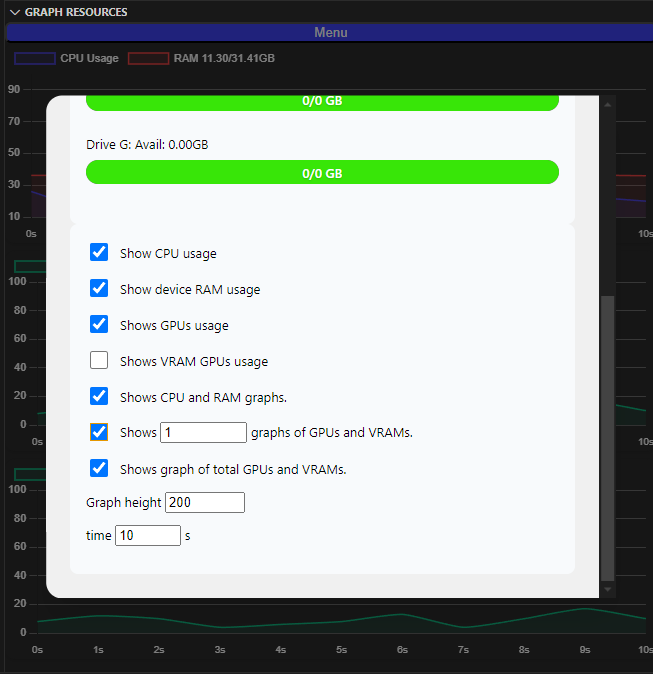 GRAPH RESOURCES
Menu
CPU Usage RAM 11.30/31.41GB
90
70
50
30
10
0s 10s
0/0 GB
Drive G: Avail: 0.00GB
0/0 GB
Show CPU usage
Show device RAM usage
Shows GPUs usage
Shows VRAM GPUs usage
Shows CPU and RAM graphs.
Shows 1 graphs of GPUs and VRAMs.
Shows graph of total GPUs and VRAMs.
Graph height 200
time 10 s
100
80
60
40
20
0
0s 10s
100
80
60
40
20
0
0s 1s 2s 3s 4s 5s 6s 7s 8s 9s 10s